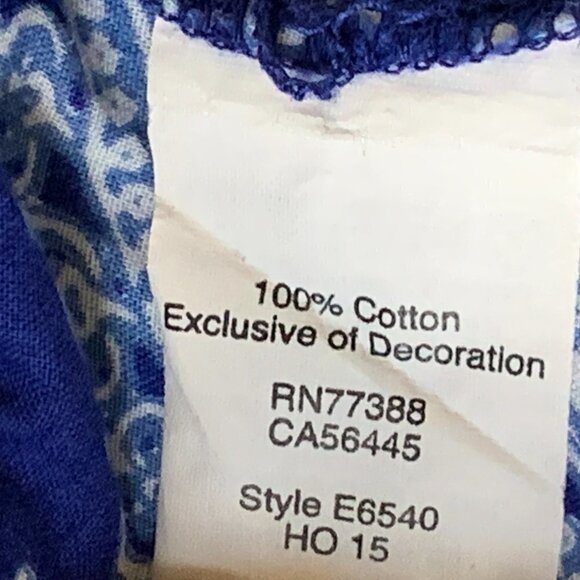 100% Cotton
Exclusive of Decoration
RN77388
CA56445
Style E6540
HO 15